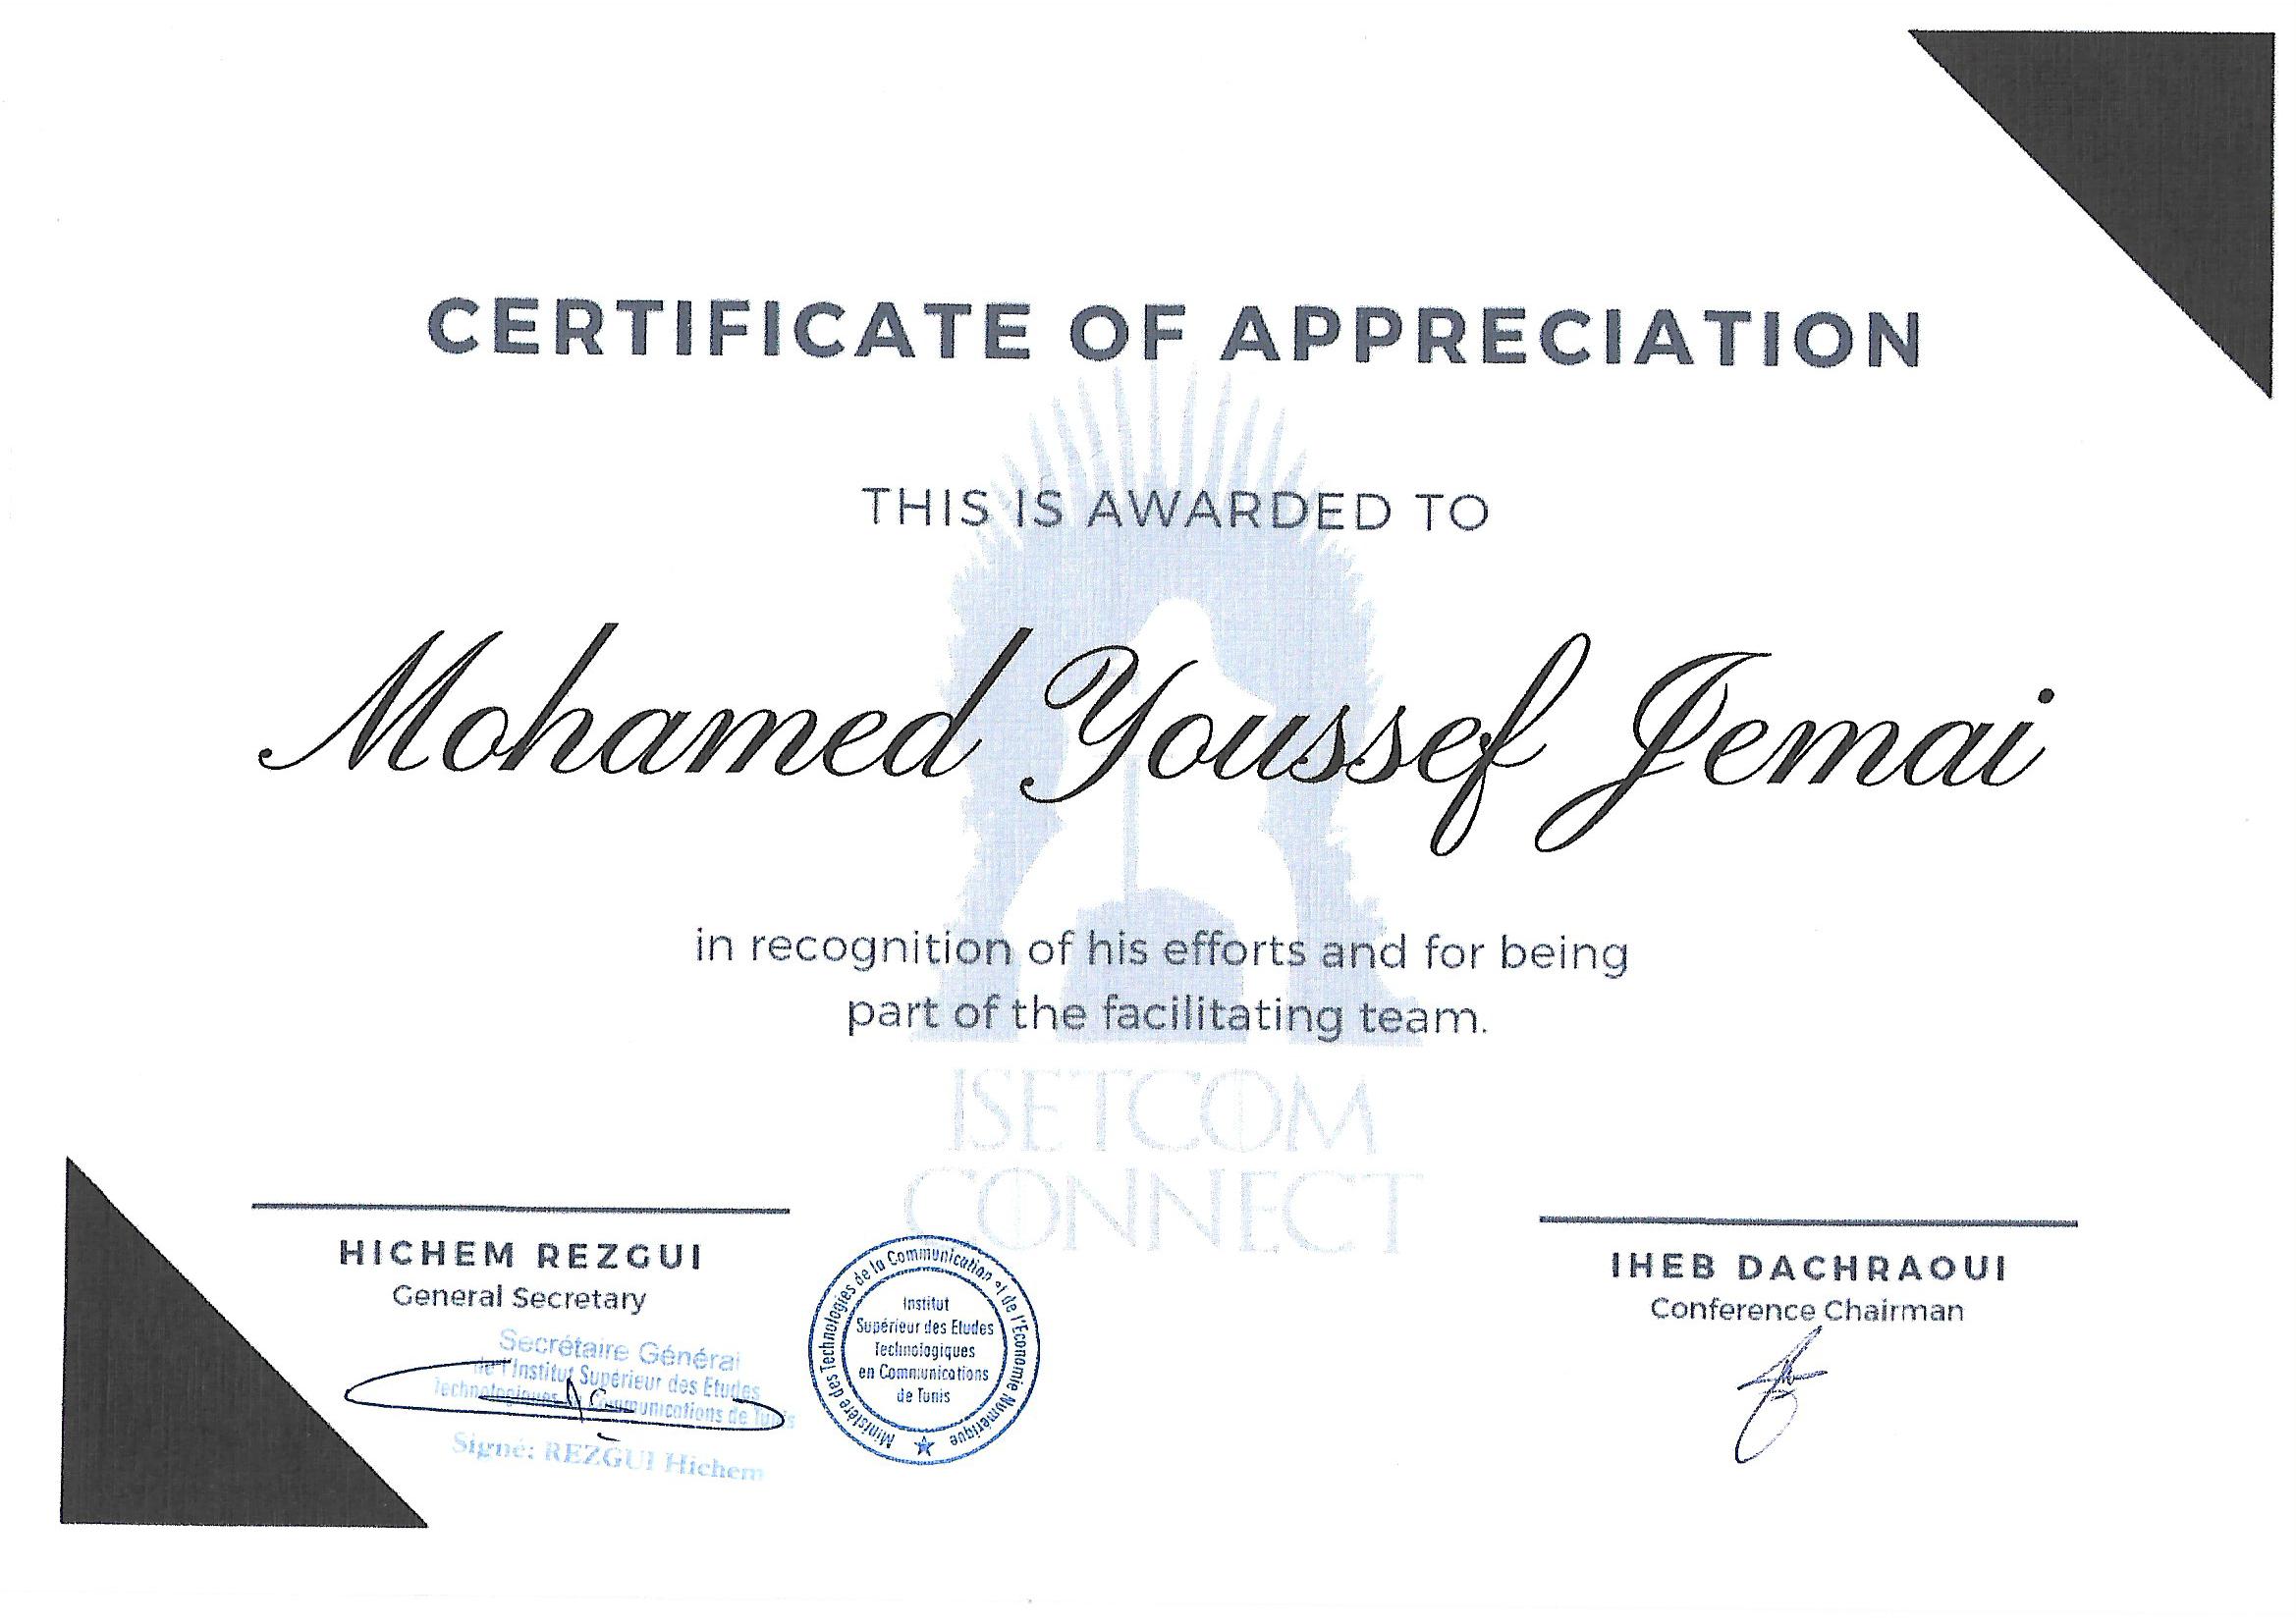 CERTIFICATE OF APPRECIATION
THIS IS AWARDED TO
Mohamed Youssef Jemai
in recognition of his efforts and for being
part of the facilitating team.
ISETCOM
CONNECT
HICHEM REZGUI
General Secretary
Secrétaire Général
de l'Institut Supérieur des Etudes
Technologiques en Communications de Tunis
Signé: REZGUI Hichem
Ministère des Technologies de la Communication et de l'Economie Numérique
Institut
Supérieur des Etudes
Technologiques
en Communications
de Tunis
IHEB DACHRAOUI
Conference Chairman